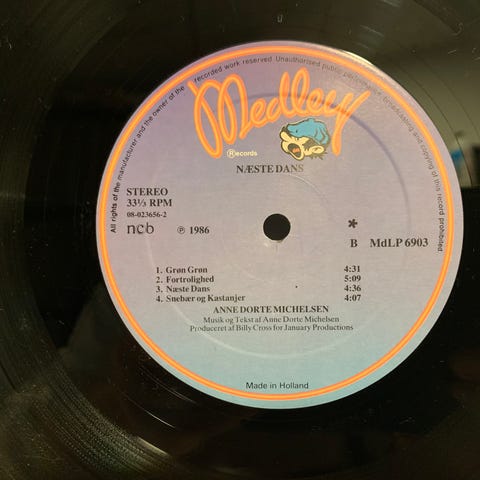 All rights of the manufacturer and the owner of the recorded work reserved. Unauthorised public performance, broadcasting and copying of this record prohibited
Medley
Records
NÆSTE DANS
STEREO
33⅓ RPM
08-023656-2
ncb ℗ 1986
*
B MdLP 6903
1. Grøn Grøn 4:31
2. Fortrolighed 5:09
3. Næste Dans 4:36
4. Snebær og Kastanjer 4:07
ANNE DORTE MICHELSEN
Musik og Tekst af Anne Dorte Michelsen
Produceret af Billy Cross for January Productions
Made in Holland